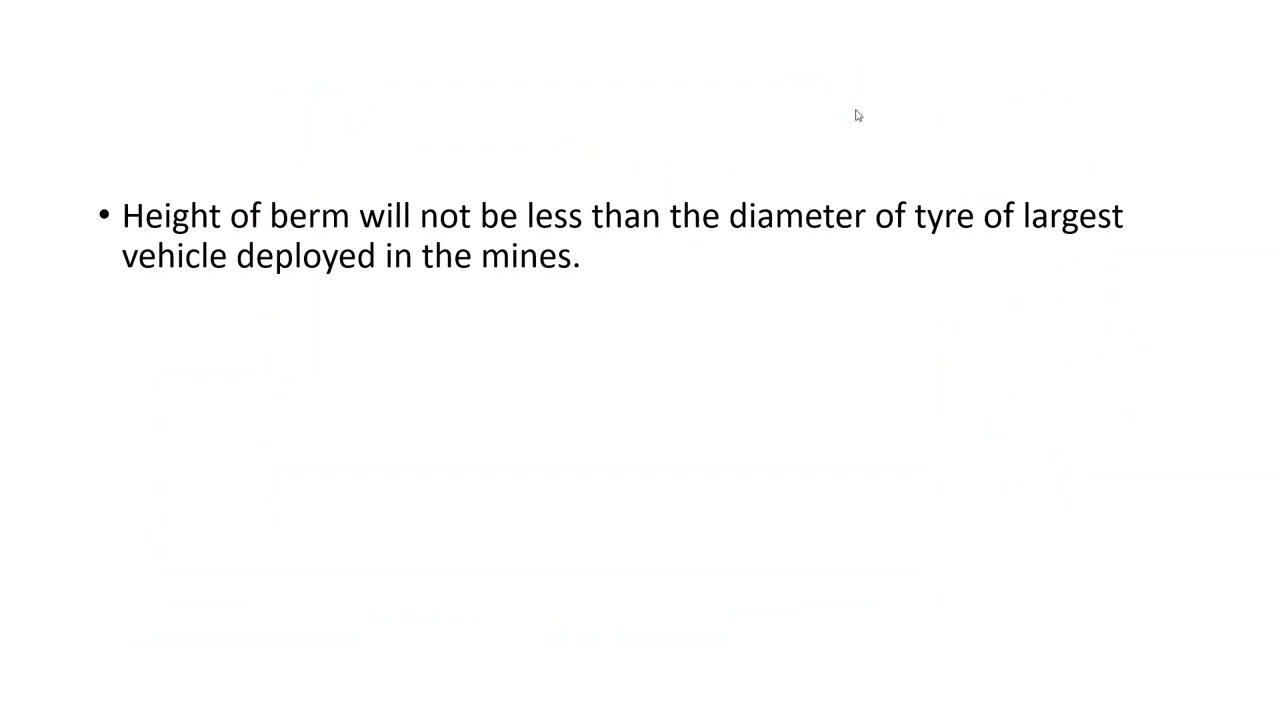 • Height of berm will not be less than the diameter of tyre of largest
vehicle deployed in the mines.